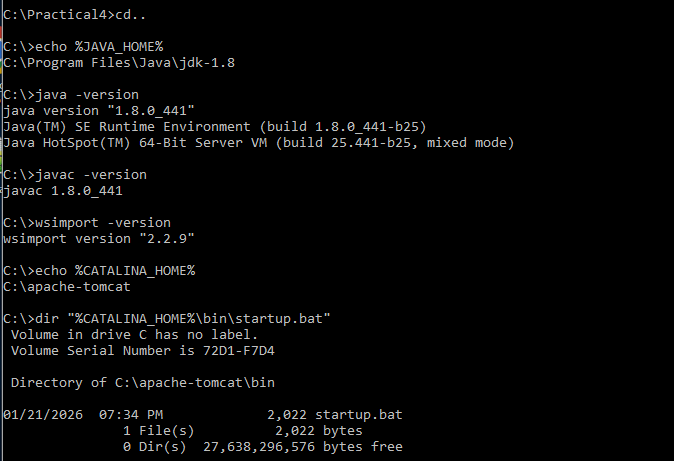 C:\Practical4>cd..
C:\>echo %JAVA_HOME%
C:\Program Files\Java\jdk-1.8
C:\>java -version
java version "1.8.0_441"
Java(TM) SE Runtime Environment (build 1.8.0_441-b25)
Java HotSpot(TM) 64-Bit Server VM (build 25.441-b25, mixed mode)
C:\>javac -version
javac 1.8.0_441
C:\>wsimport -version
wsimport version "2.2.9"
C:\>echo %CATALINA_HOME%
C:\apache-tomcat
C:\>dir "%CATALINA_HOME%\bin\startup.bat"
 Volume in drive C has no label.
 Volume Serial Number is 72D1-F7D4
 Directory of C:\apache-tomcat\bin
01/21/2026  07:34 PM             2,022 startup.bat
               1 File(s)          2,022 bytes
               0 Dir(s)  27,638,296,576 bytes free